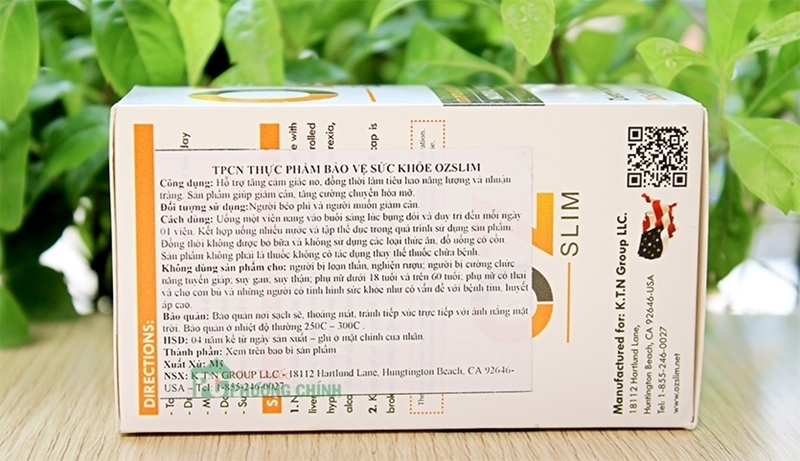 TPCN THỰC PHẨM BẢO VỆ SỨC KHỎE OZSLIM
Công dụng: Hỗ trợ tăng cảm giác no, đồng thời làm tiêu hao năng lượng và nhuận
tràng. Sản phẩm giúp giảm cân, tăng cường chuyển hóa mỡ.
Đối tượng sử dụng:Người béo phì và người muốn giảm cân.
Cách dùng: Uống một viên nang vào buổi sáng lúc bụng đói và duy trì đều mỗi ngày
01 viên. Kết hợp uống nhiều nước và tập thể dục trong quá trình sử dụng sản phẩm.
Đồng thời không được bỏ bữa và không sử dụng các loại thức ăn, đồ uống có cồn.
Sản phẩm không phải là thuốc không có tác dụng thay thế thuốc chữa bệnh.
Không dùng sản phẩm cho: người bị loạn thần, nghiện rượu; người bị cường chức
năng tuyến giáp; suy gan; suy thận; phụ nữ dưới 18 tuổi và trên 60 tuổi; phụ nữ có thai
và cho con bú và những người có tình hình sức khỏe như có vấn đề với bệnh tim, huyết
áp cao.
Bảo quản: Bảo quản nơi sạch sẽ, thoáng mát, tránh tiếp xúc trực tiếp với ánh nắng mặt
trời. Bảo quản ở nhiệt độ thường 250C – 300C .
HSD: 04 năm kể từ ngày sản xuất – ghi ở mặt chính của nhãn.
Thành phần: Xem trên bao bì sản phẩm
Xuất Xứ: Mỹ
NSX: K.T.N GROUP LLC - 18112 Hartlund Lane, Hungtington Beach, CA 92646-
USA – Tel: 1-855-246-0027
PHƯƠNG CHÍNH
DIRECTIONS:
SLIM
Manufactured for: K.T.N Group LLC.
18112 Hartlund Lane,
Huntington Beach, CA 92646-USA
Tel: 1-855-246-0027
www.ozslim.net